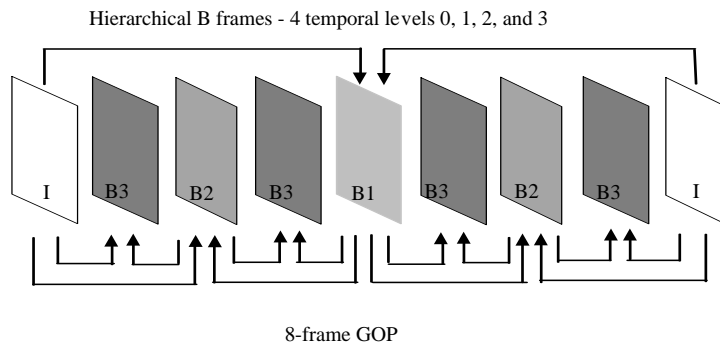 Hierarchical B frames - 4 temporal levels 0, 1, 2, and 3
I B3 B2 B3 B1 B3 B2 B3 I
8-frame GOP